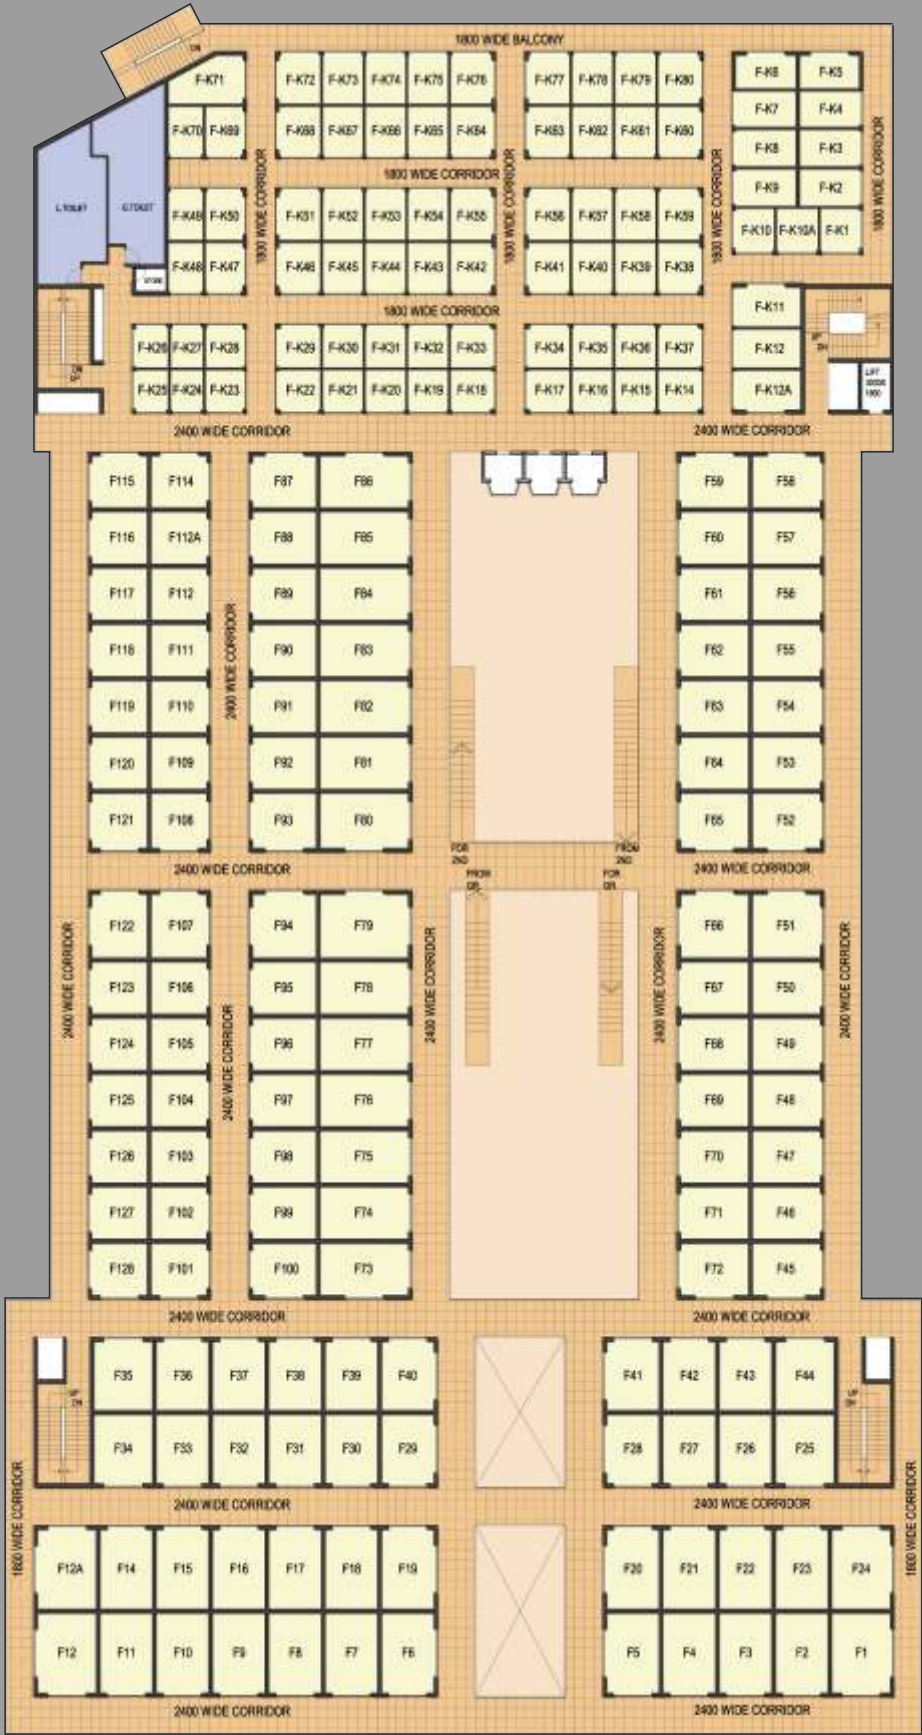 DN
1800 WIDE BALCONY
F-K71
F-K72 F-K73 F-K74 F-K75 F-K76
F-K77 F-K78 F-K79 F-K80
F-K6 F-K5
F-K70 F-K69
F-K68 F-K67 F-K66 F-K65 F-K64
F-K63 F-K62 F-K61 F-K60
F-K7 F-K4
F-K8 F-K3
1800 WIDE CORRIDOR
1800 WIDE CORRIDOR
1800 WIDE CORRIDOR
1800 WIDE CORRIDOR
1800 WIDE CORRIDOR
L.TOILET G.TOILET
F-K49 F-K50
F-K51 F-K52 F-K53 F-K54 F-K55
F-K56 F-K57 F-K58 F-K59
F-K9 F-K2
F-K10 F-K10A F-K1
F-K48 F-K47
F-K46 F-K45 F-K44 F-K43 F-K42
F-K41 F-K40 F-K39 F-K38
STORE
1800 WIDE CORRIDOR
F-K11
F-K26 F-K27 F-K28
F-K29 F-K30 F-K31 F-K32 F-K33
F-K34 F-K35 F-K36 F-K37
F-K12
UP
DN
F-K25 F-K24 F-K23
F-K22 F-K21 F-K20 F-K19 F-K18
F-K17 F-K16 F-K15 F-K14
F-K12A
LIFT
1800
2400 WIDE CORRIDOR
2400 WIDE CORRIDOR
F115 F114 F87 F86 F59 F58
F116 F112A F88 F85 F60 F57
F117 F112 F89 F84 F61 F56
F118 F111 F90 F83 F62 F55
2400 WIDE CORRIDOR
F119 F110 F91 F82 F63 F54
F120 F109 F92 F81 F64 F53
F121 F108 F93 F80 F65 F52
FOR
2ND
FROM
2ND
2400 WIDE CORRIDOR
2400 WIDE CORRIDOR
FROM
GR.
FOR
GR.
F122 F107 F94 F79 F66 F51
F123 F106 F95 F78 F67 F50
2400 WIDE CORRIDOR
2400 WIDE CORRIDOR
2400 WIDE CORRIDOR
2400 WIDE CORRIDOR
2400 WIDE CORRIDOR
F124 F105 F96 F77 F68 F49
F125 F104 F97 F76 F69 F48
F126 F103 F98 F75 F70 F47
F127 F102 F99 F74 F71 F46
F128 F101 F100 F73 F72 F45
2400 WIDE CORRIDOR
2400 WIDE CORRIDOR
F35 F36 F37 F38 F39 F40
F41 F42 F43 F44
F34 F33 F32 F31 F30 F29
F28 F27 F26 F25
1800 WIDE CORRIDOR
2400 WIDE CORRIDOR
2400 WIDE CORRIDOR
1800 WIDE CORRIDOR
F12A F14 F15 F16 F17 F18 F19
F20 F21 F22 F23 F24
F12 F11 F10 F9 F8 F7 F6
F5 F4 F3 F2 F1
2400 WIDE CORRIDOR
2400 WIDE CORRIDOR